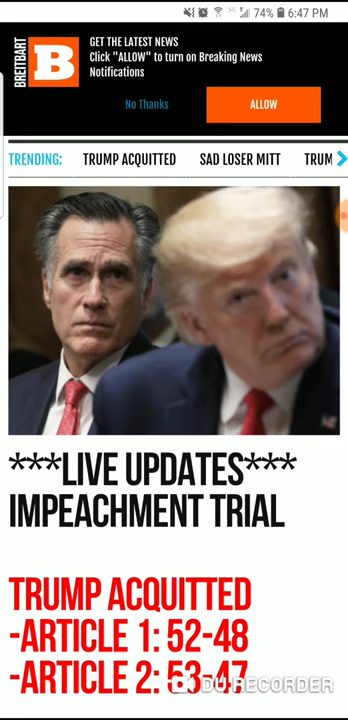 3G 74% 6:47 PM
BREITBART
B
GET THE LATEST NEWS
Click "ALLOW" to turn on Breaking News
Notifications
No Thanks
ALLOW
TRENDING: TRUMP ACQUITTED SAD LOSER MITT TRUM
***LIVE UPDATES***
IMPEACHMENT TRIAL
TRUMP ACQUITTED
-ARTICLE 1: 52-48
-ARTICLE 2: 53-47
DU RECORDER